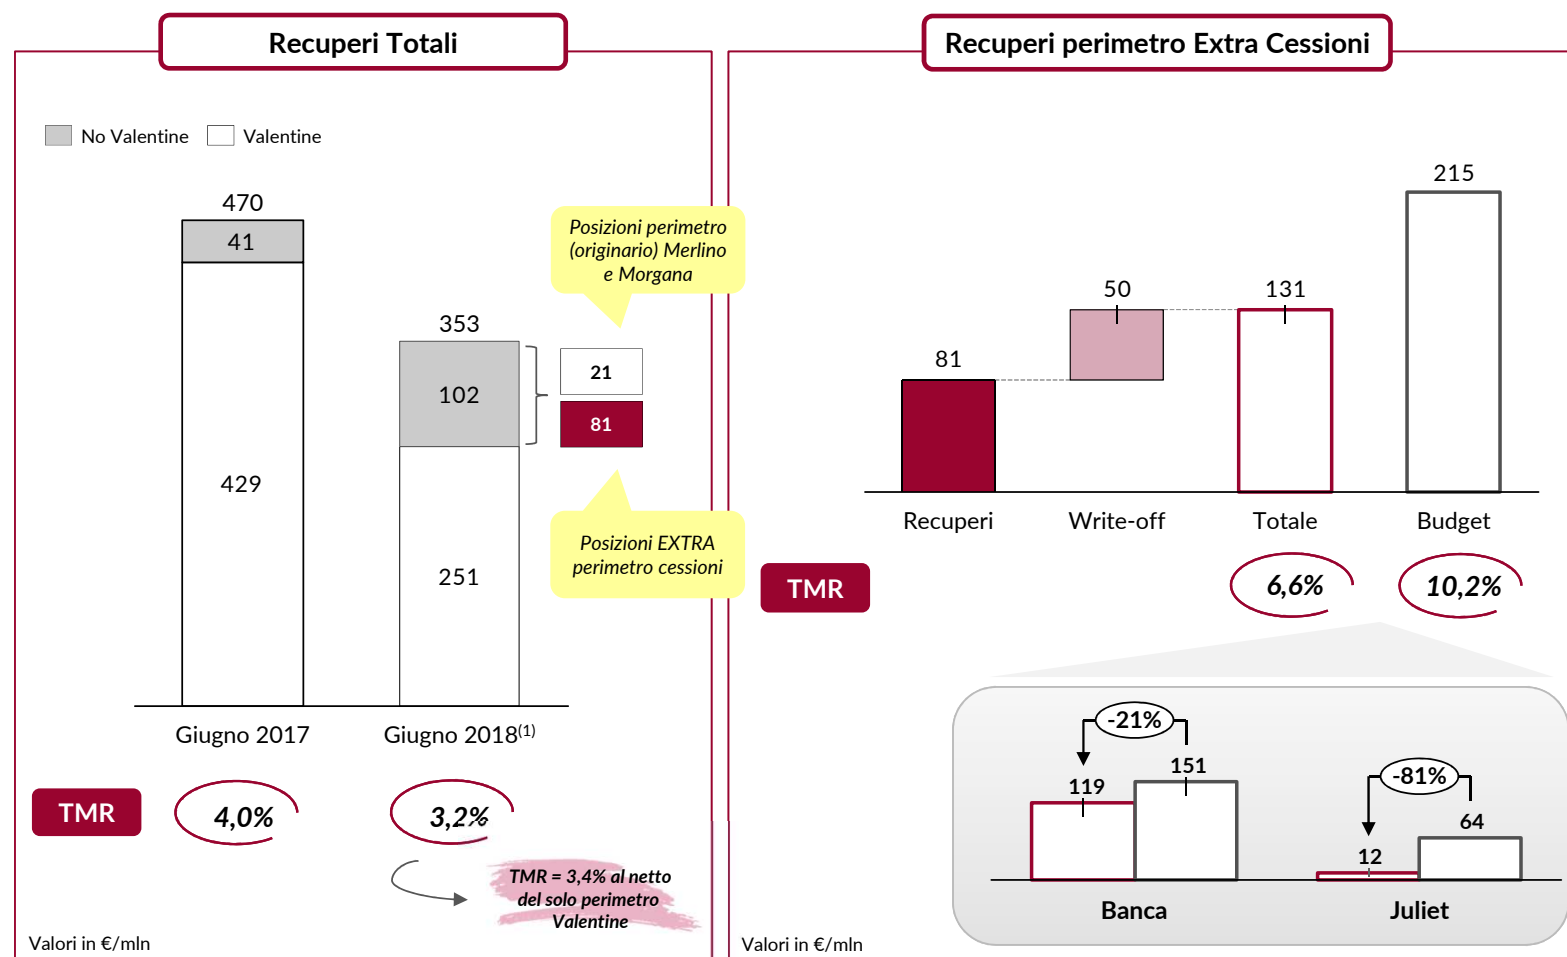 Recuperi Totali
No Valentine
Valentine
470
41
429
353
102
251
Posizioni perimetro
(originario) Merlino
e Morgana
21
81
Posizioni EXTRA
perimetro cessioni
Giugno 2017
Giugno 2018(1)
TMR
4,0%
3,2%
TMR = 3,4% al netto
del solo perimetro
Valentine
Valori in €/mln
Recuperi perimetro Extra Cessioni
81
50
131
215
Recuperi
Write-off
Totale
Budget
TMR
6,6%
10,2%
-21%
119
151
-81%
12
64
Banca
Juliet
Valori in €/mln